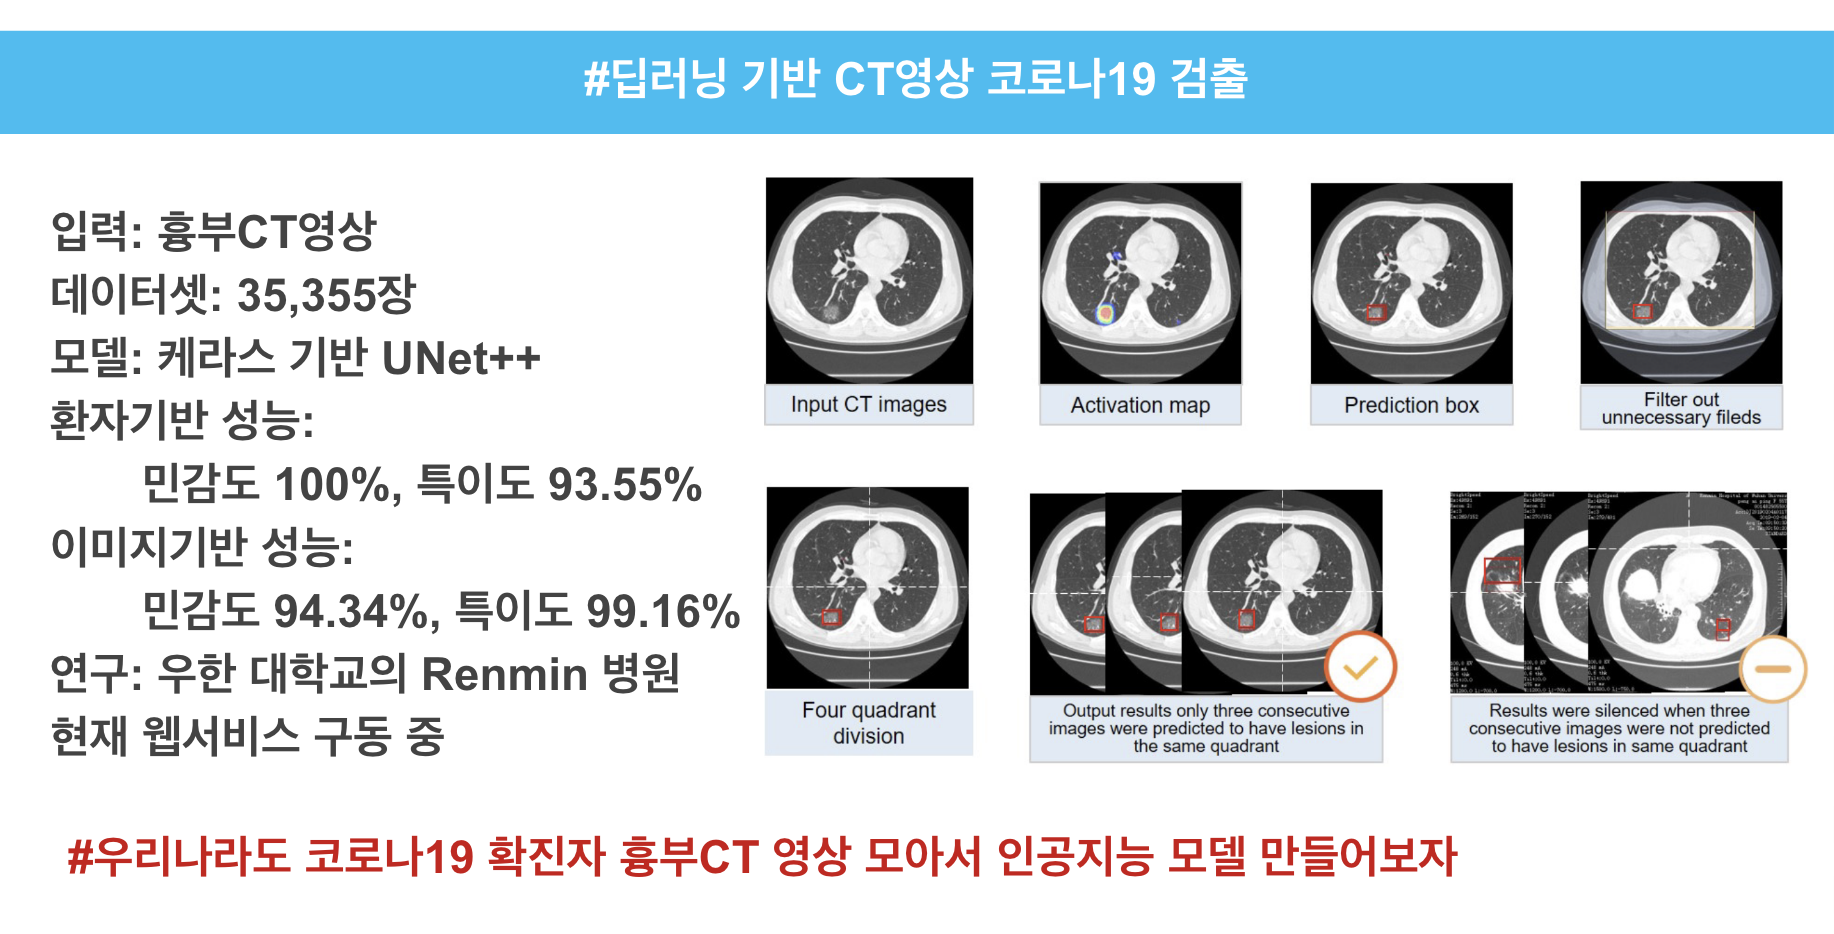 #딥러닝 기반 CT영상 코로나19 검출
입력: 흉부CT영상
데이터셋: 35,355장
모델: 케라스 기반 UNet++
환자기반 성능:
민감도 100%, 특이도 93.55%
이미지기반 성능:
민감도 94.34%, 특이도 99.16%
연구: 우한 대학교의 Renmin 병원
현재 웹서비스 구동 중
Input CT images
Activation map
Prediction box
Filter out
unnecessary fileds
Four quadrant
division
Output results only three consecutive
images were predicted to have lesions in
the same quadrant
Results were silenced when three
consecutive images were not predicted
to have lesions in same quadrant
#우리나라도 코로나19 확진자 흉부CT 영상 모아서 인공지능 모델 만들어보자